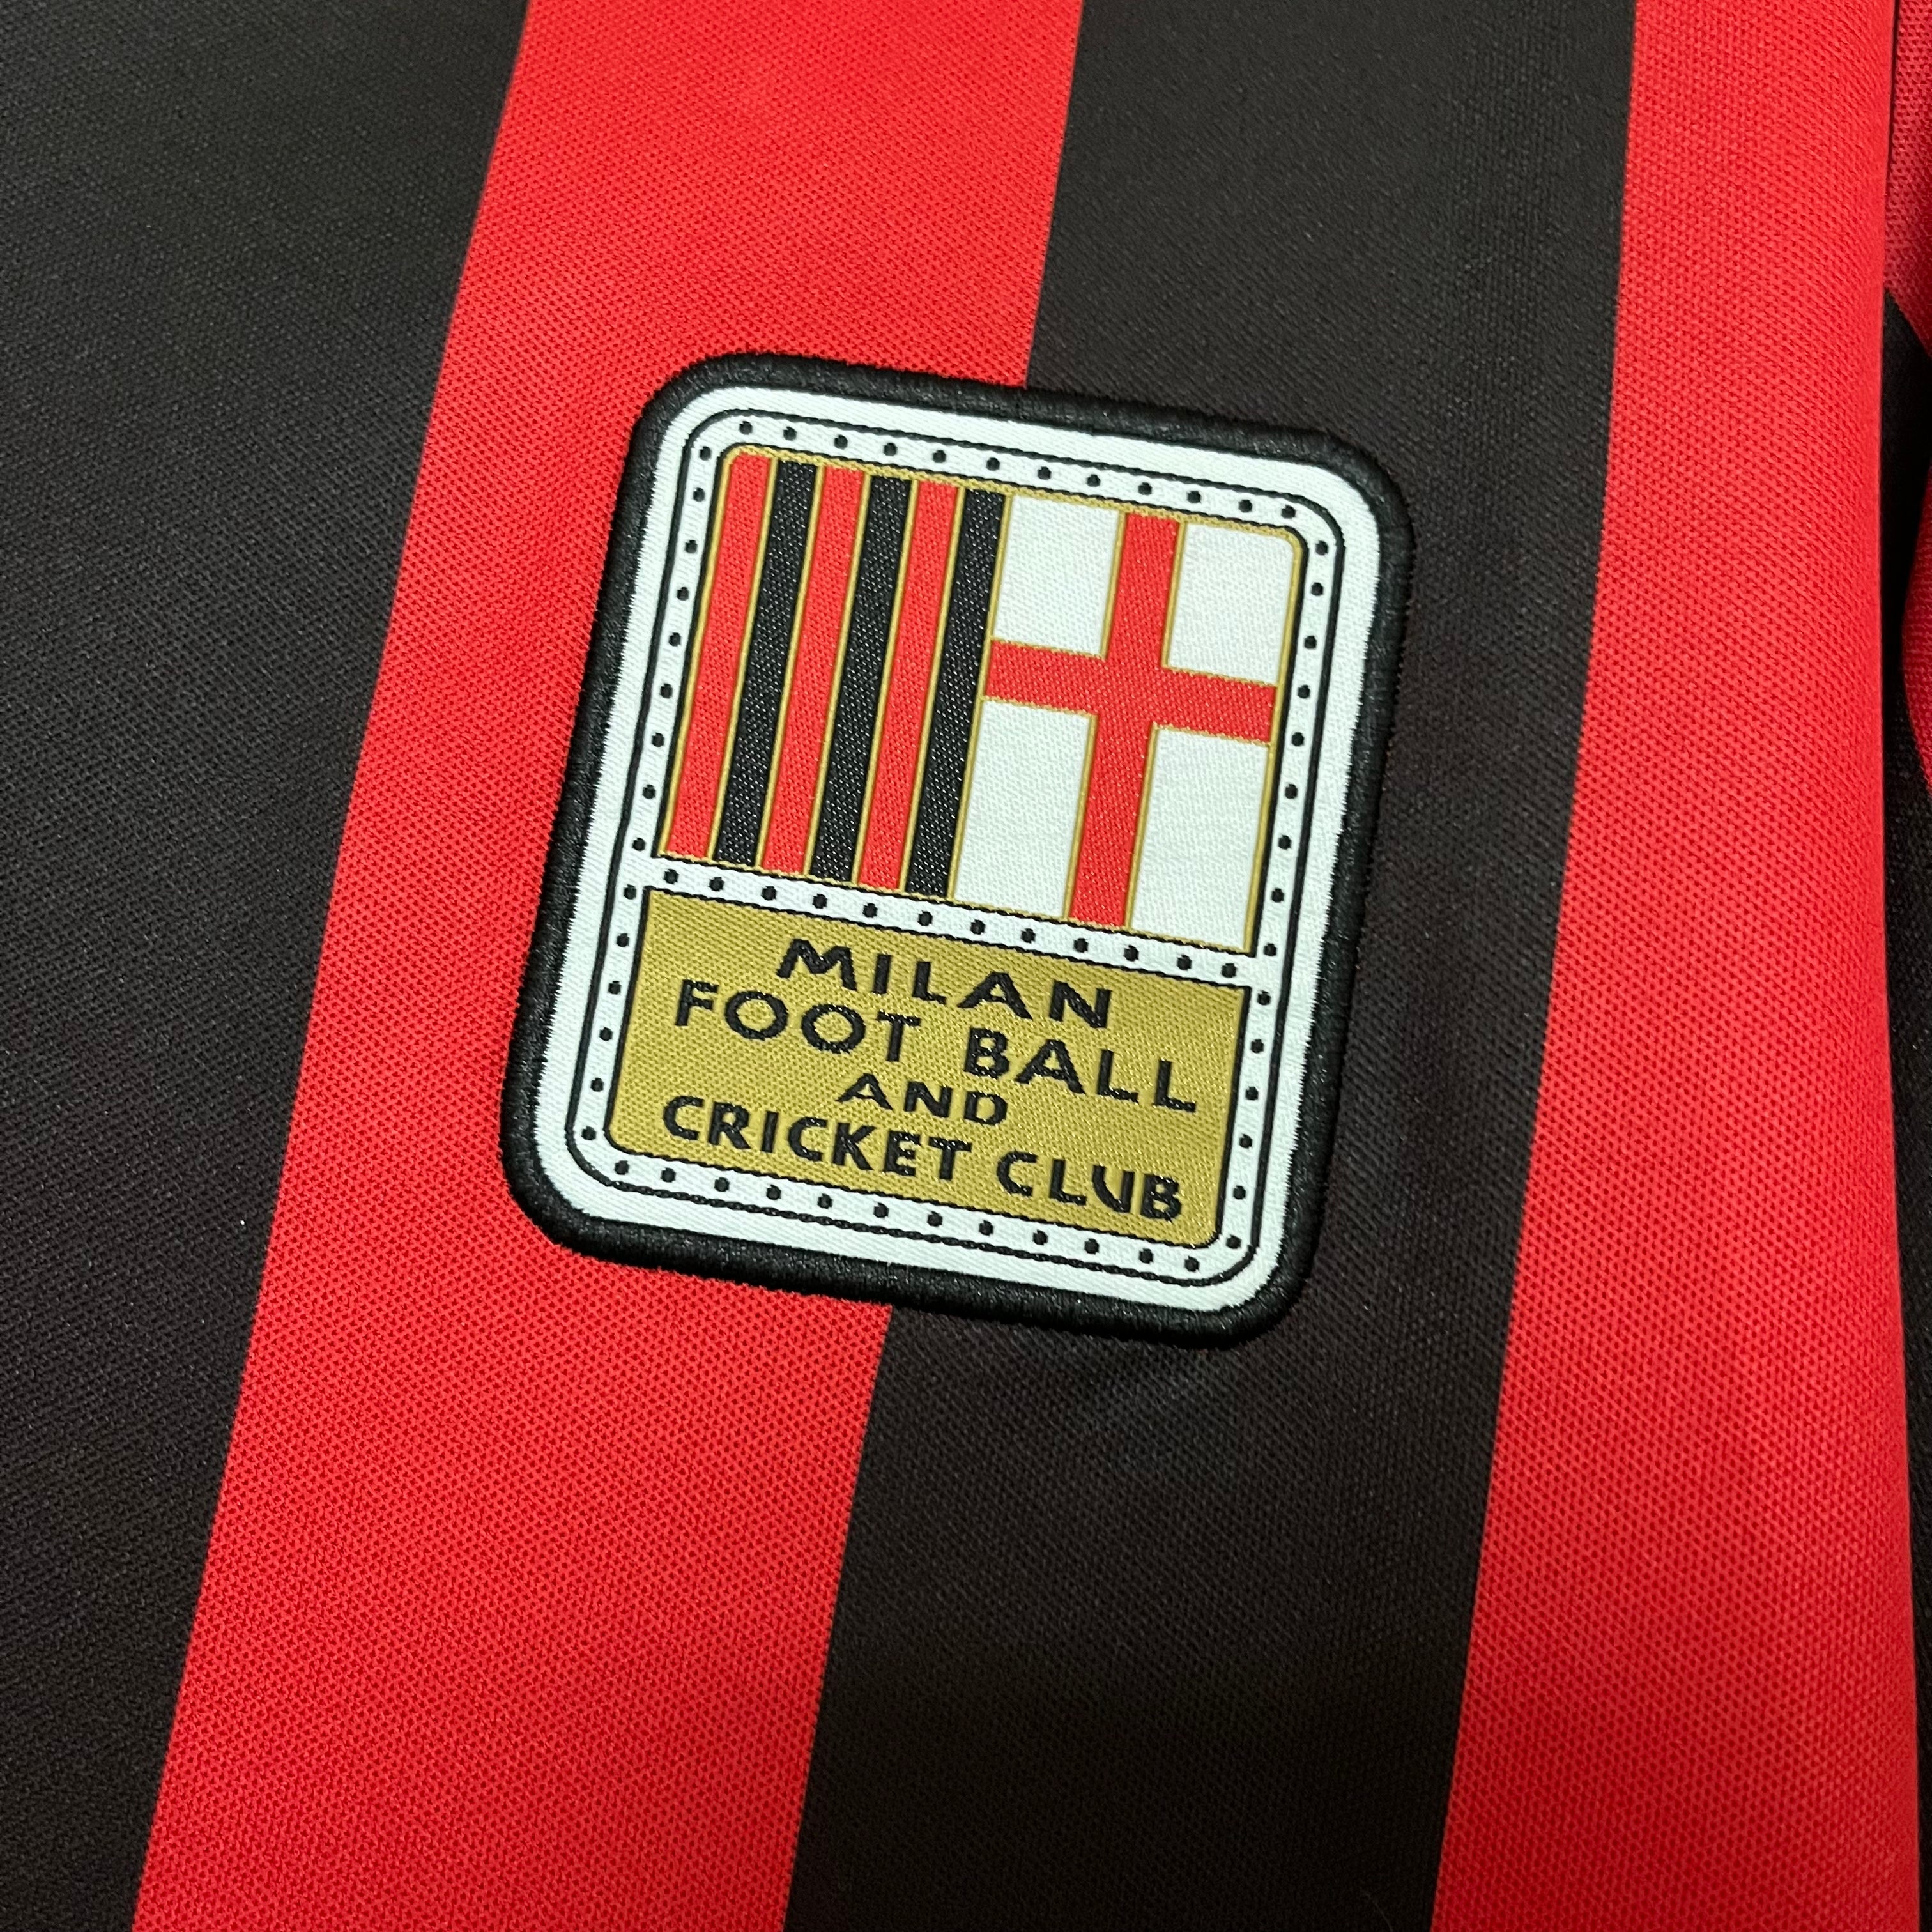 MILAN
FOOT BALL
AND
CRICKET CLUB